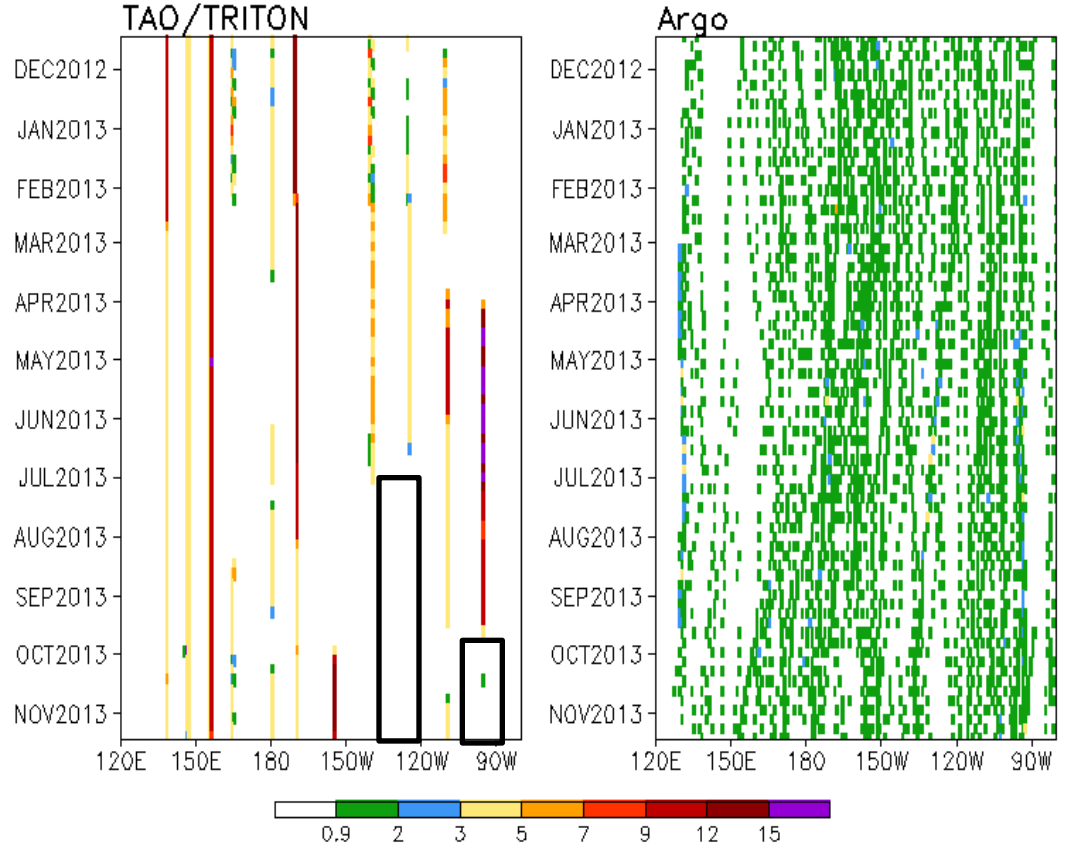 TAO/TRITON
Argo
DEC2012
JAN2013
FEB2013
MAR2013
APR2013
MAY2013
JUN2013
JUL2013
AUG2013
SEP2013
OCT2013
NOV2013
120E 150E 180 150W 120W 90W
DEC2012
JAN2013
FEB2013
MAR2013
APR2013
MAY2013
JUN2013
JUL2013
AUG2013
SEP2013
OCT2013
NOV2013
120E 150E 180 150W 120W 90W
0.9 2 3 5 7 9 12 15